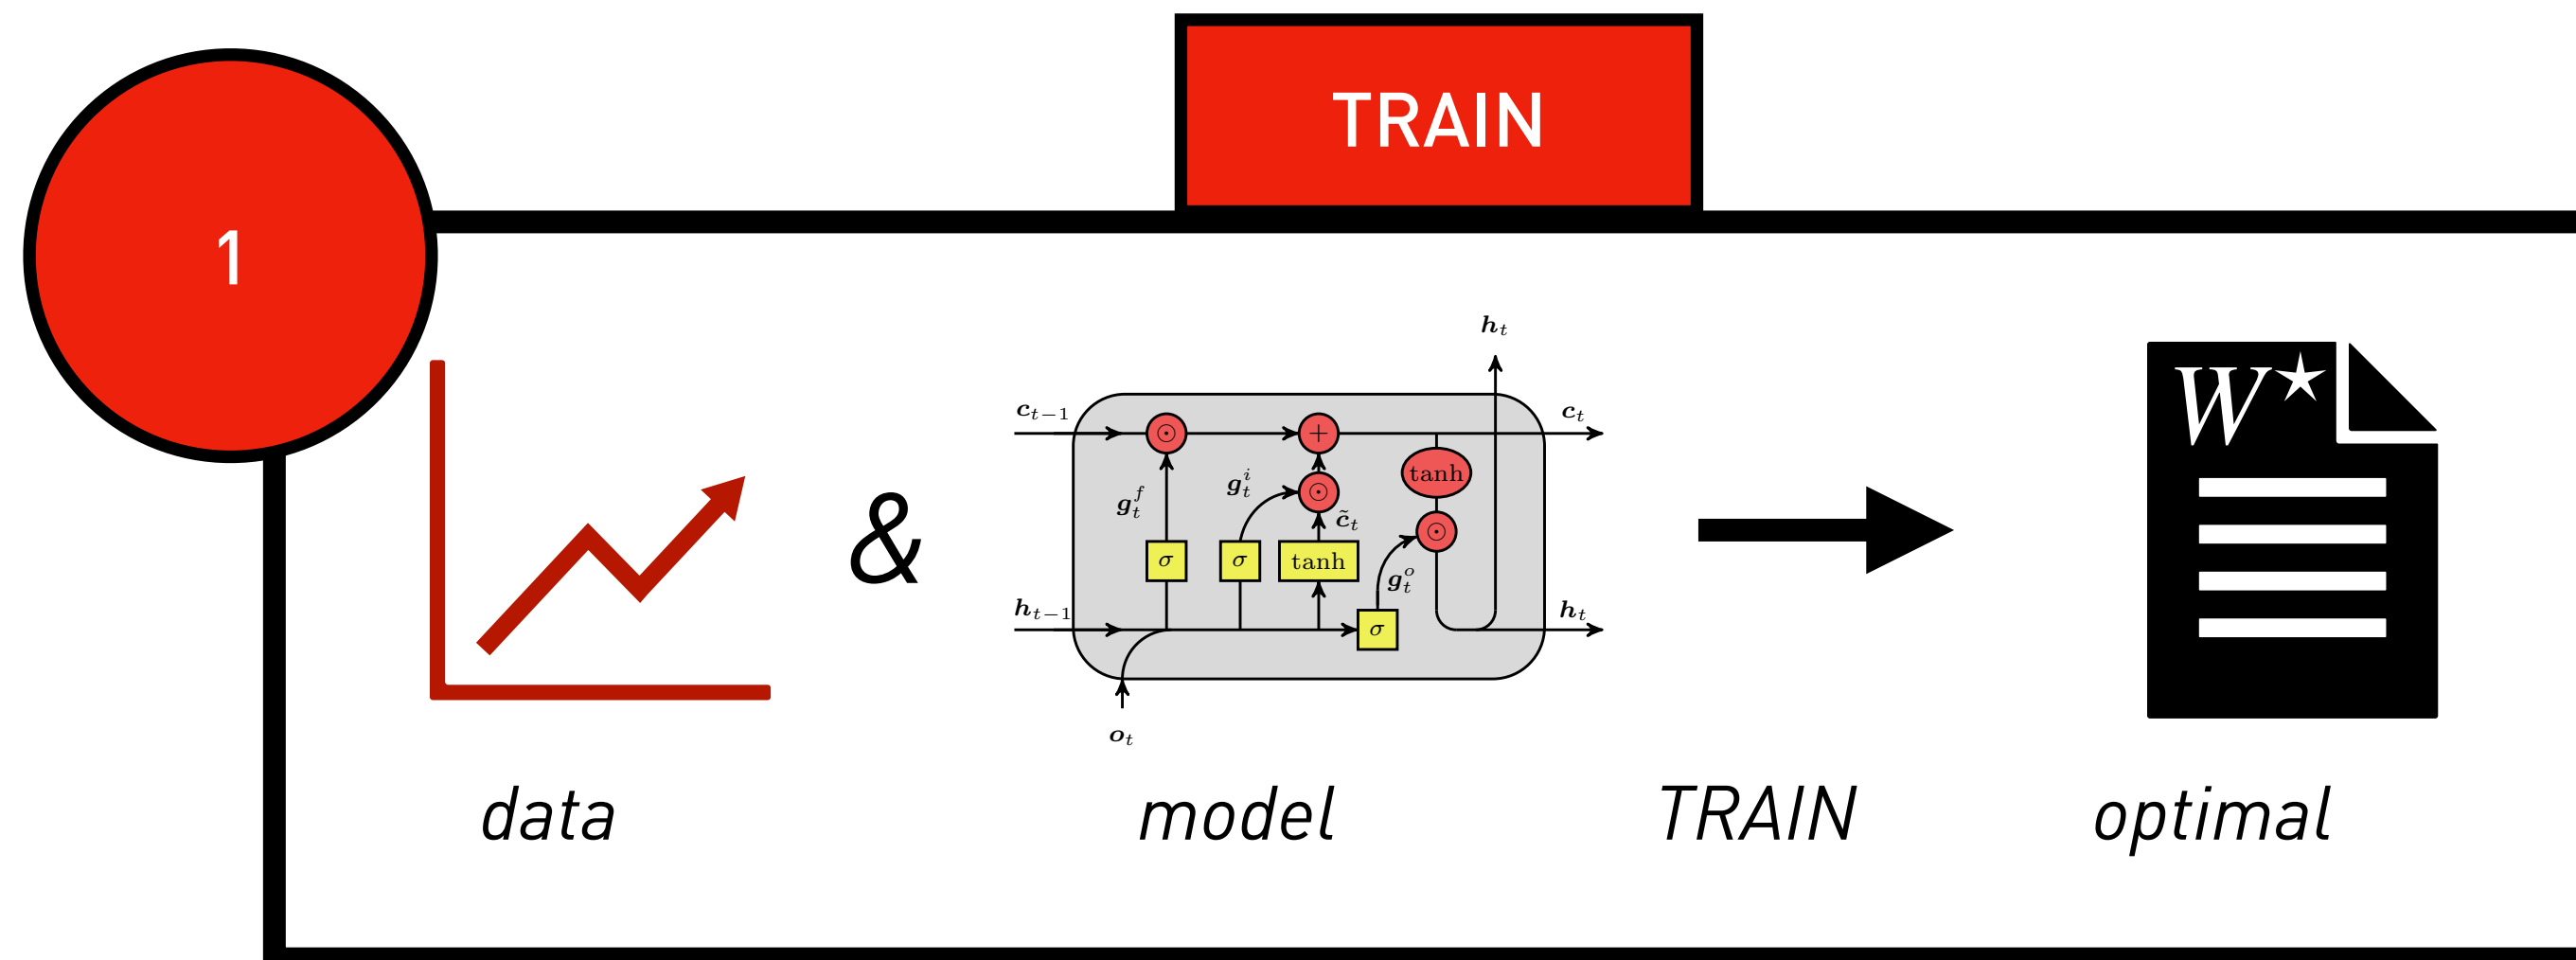 TRAIN
1
h_t
c_{t-1}
c_t
⊙
+
tanh
g_t^f
g_t^i
⊙
c̃_t
⊙
σ
σ
tanh
g_t^o
h_{t-1}
σ
h_t
o_t
&
W★
data
model
TRAIN
optimal